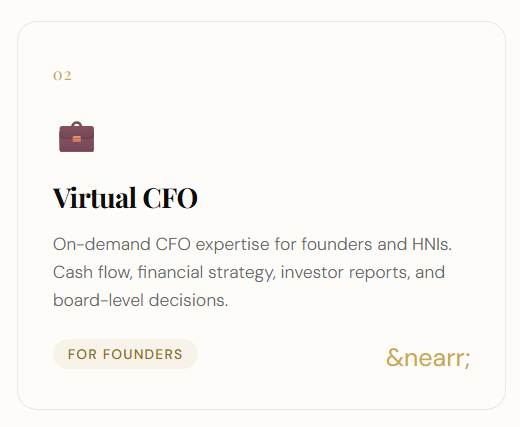 02
Virtual CFO
On-demand CFO expertise for founders and HNIs.
Cash flow, financial strategy, investor reports, and
board-level decisions.
FOR FOUNDERS
&nearr;